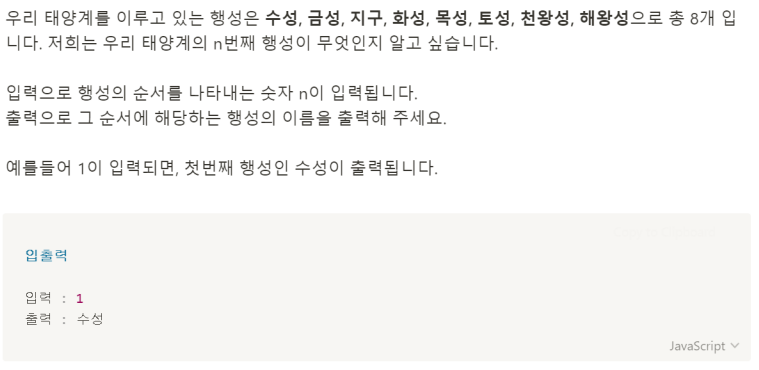 우리 태양계를 이루고 있는 행성은 수성, 금성, 지구, 화성, 목성, 토성, 천왕성, 해왕성으로 총 8개 입
니다. 저희는 우리 태양계의 n번째 행성이 무엇인지 알고 싶습니다.
입력으로 행성의 순서를 나타내는 숫자 n이 입력됩니다.
출력으로 그 순서에 해당하는 행성의 이름을 출력해 주세요.
예를들어 1이 입력되면, 첫번째 행성인 수성이 출력됩니다.
입출력
입력 : 1
출력 : 수성
JavaScript